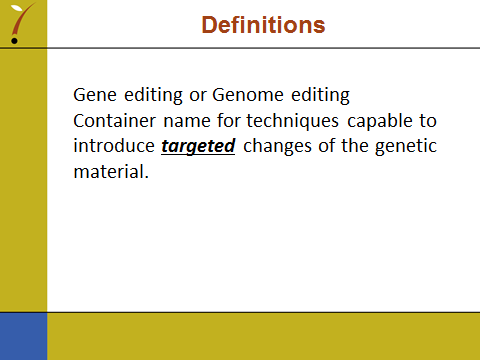 Definitions
Gene editing or Genome editing
Container name for techniques capable to
introduce targeted changes of the genetic
material.